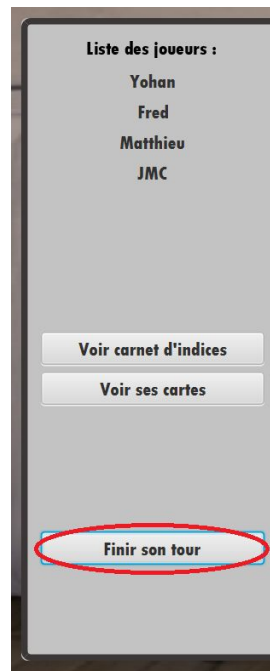 Liste des joueurs :
Yohan
Fred
Matthieu
JMC
Voir carnet d'indices
Voir ses cartes
Finir son tour